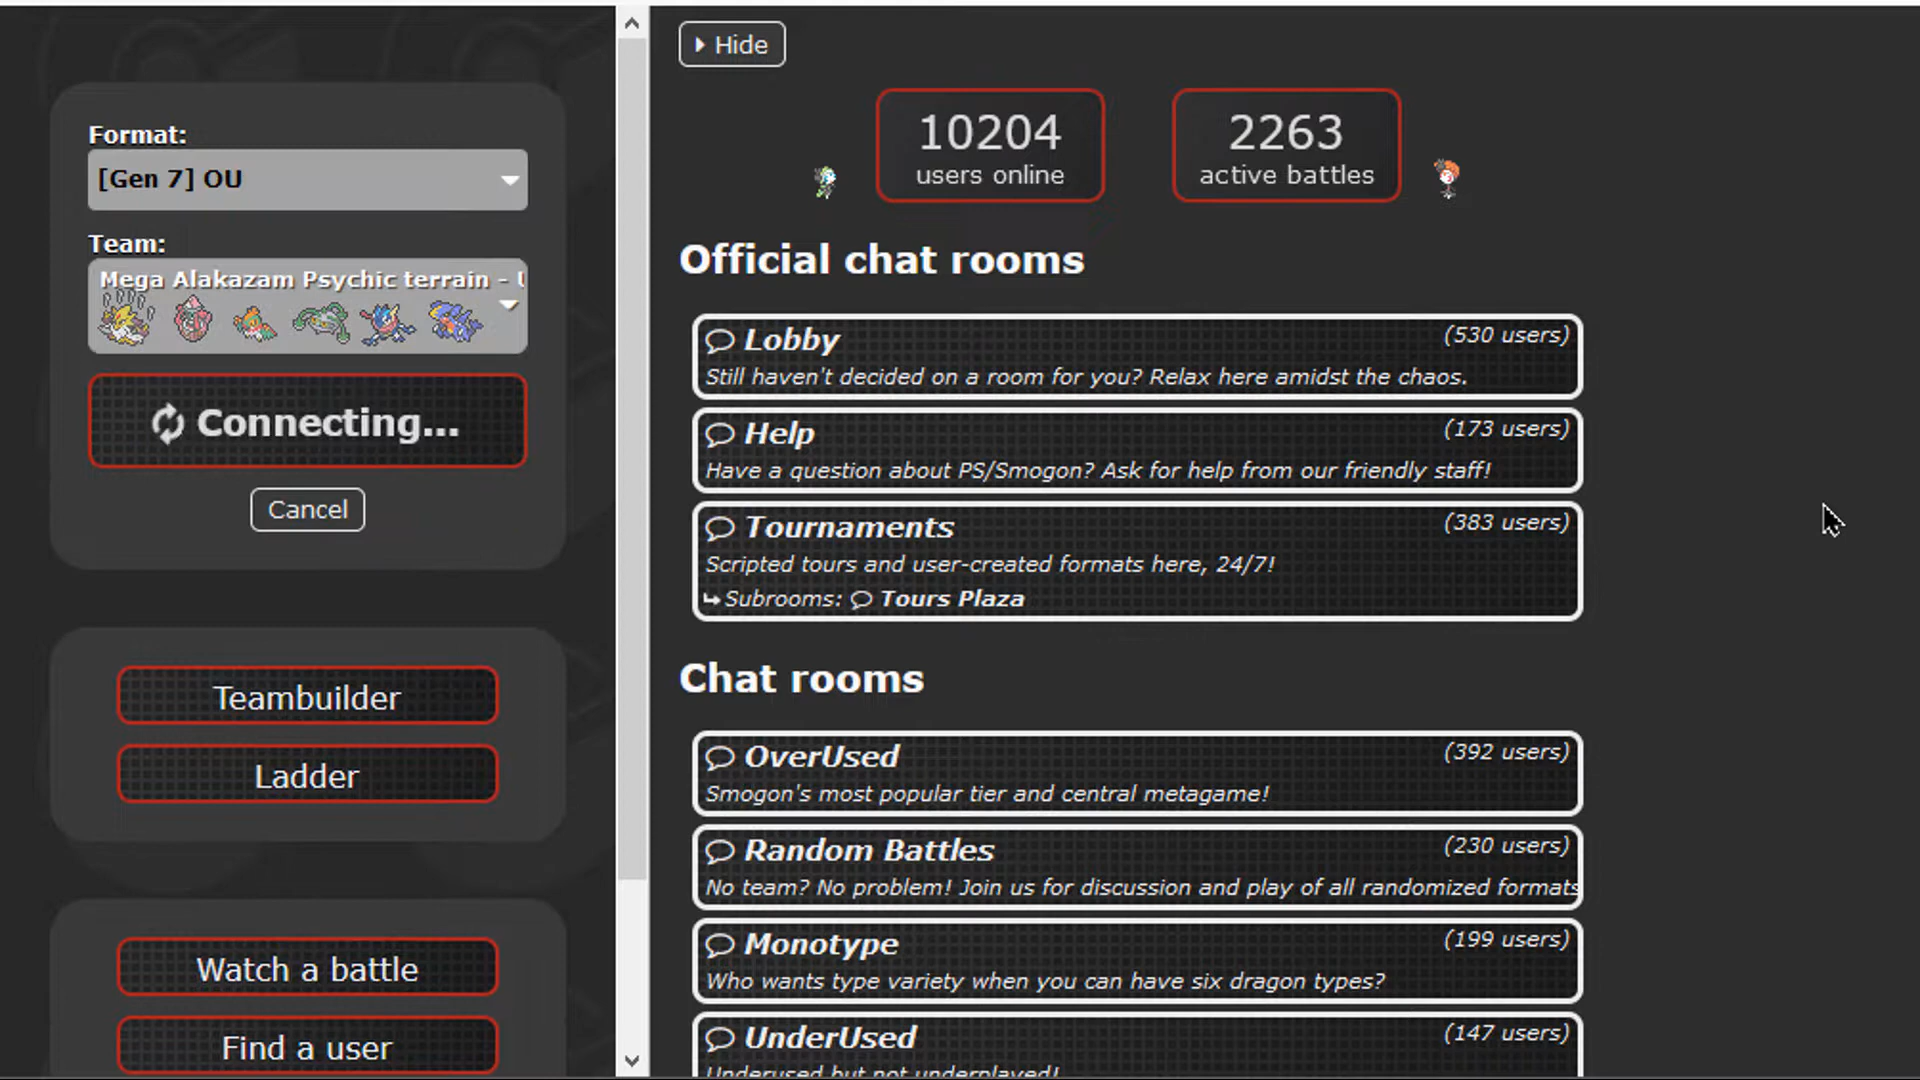 Format:
[Gen 7] OU
Team:
Mega Alakazam Psychic terrain -
Connecting...
Cancel
Teambuilder
Ladder
Watch a battle
Find a user
Hide
10204
users online
2263
active battles
Official chat rooms
Lobby (530 users)
Still haven't decided on a room for you? Relax here amidst the chaos.
Help (173 users)
Have a question about PS/Smogon? Ask for help from our friendly staff!
Tournaments (383 users)
Scripted tours and user-created formats here, 24/7!
Subrooms: Tours Plaza
Chat rooms
OverUsed (392 users)
Smogon's most popular tier and central metagame!
Random Battles (230 users)
No team? No problem! Join us for discussion and play of all randomized formats
Monotype (199 users)
Who wants type variety when you can have six dragon types?
UnderUsed (147 users)
Underused but not underplayed!